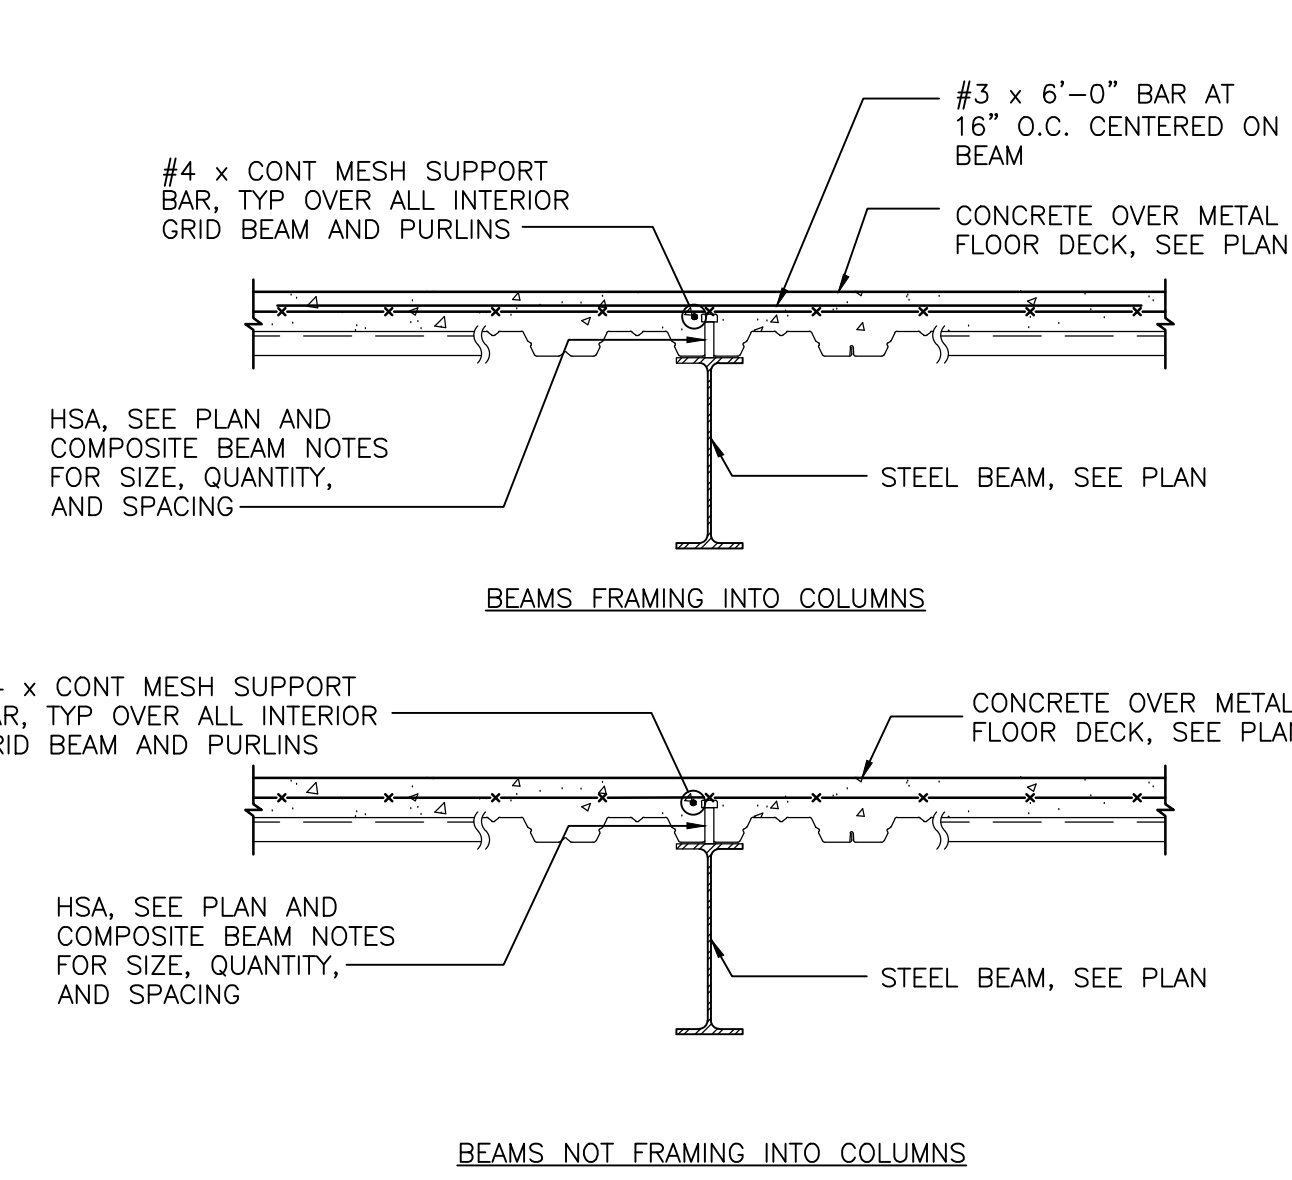 #3 x 6'-0" BAR AT
16" O.C. CENTERED ON
BEAM
#4 x CONT MESH SUPPORT
BAR, TYP OVER ALL INTERIOR
GRID BEAM AND PURLINS
CONCRETE OVER METAL
FLOOR DECK, SEE PLAN
HSA, SEE PLAN AND
COMPOSITE BEAM NOTES
FOR SIZE, QUANTITY,
AND SPACING
STEEL BEAM, SEE PLAN
BEAMS FRAMING INTO COLUMNS
x CONT MESH SUPPORT
TYP OVER ALL INTERIOR
BEAM AND PURLINS
CONCRETE OVER METAL
FLOOR DECK, SEE
HSA, SEE PLAN AND
COMPOSITE BEAM NOTES
FOR SIZE, QUANTITY,
AND SPACING
STEEL BEAM, SEE PLAN
BEAMS NOT FRAMING INTO COLUMNS